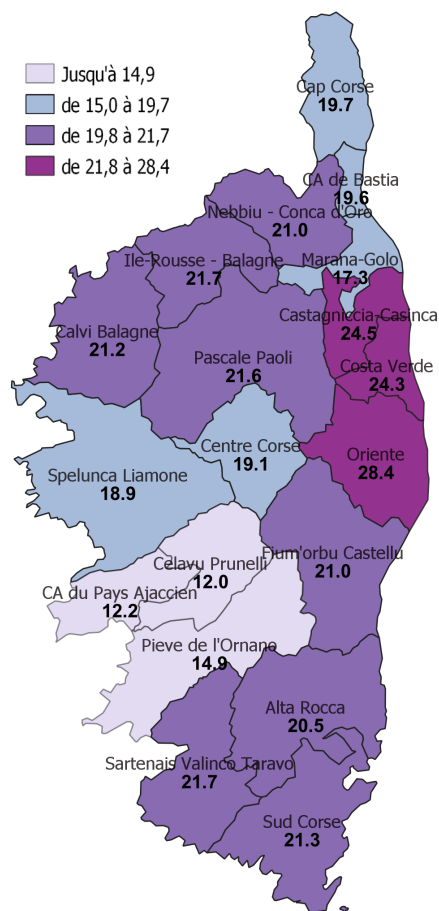 Jusqu'à 14,9
de 15,0 à 19,7
de 19,8 à 21,7
de 21,8 à 28,4
Cap Corse
19.7
CA de Bastia
19.6
Nebbiu - Conca d'Oro
21.0
Marana-Golo
17.3
Ile-Rousse - Balagne
21.7
Castagniccia-Casinca
24.5
Calvi Balagne
21.2
Pascale Paoli
21.6
Costa Verde
24.3
Centre Corse
19.1
Oriente
28.4
Spelunca Liamone
18.9
Fium'orbu Castellu
21.0
Celavu Prunelli
12.0
CA du Pays Ajaccien
12.2
Pieve de l'Ornano
14.9
Alta Rocca
20.5
Sartenais Valinco Taravo
21.7
Sud Corse
21.3